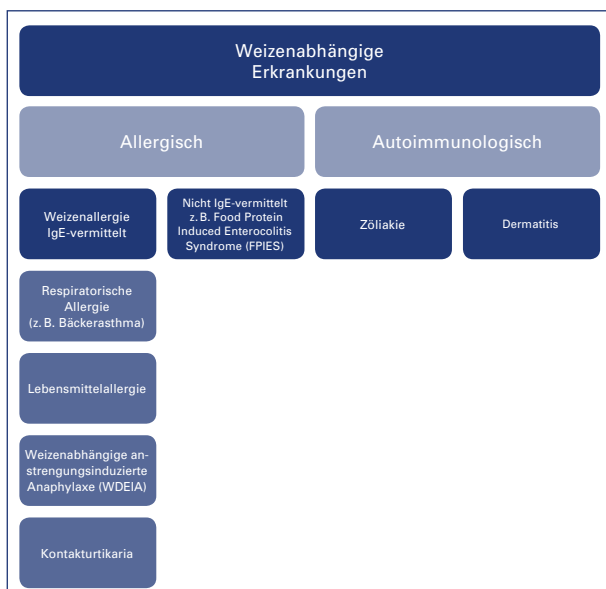 Weizenabhängige
Erkrankungen
Allergisch
Autoimmunologisch
Weizenallergie
IgE-vermittelt
Nicht IgE-vermittelt
z. B. Food Protein
Induced Enterocolitis
Syndrome (FPIES)
Zöliakie
Dermatitis
Respiratorische
Allergie
(z. B. Bäckerasthma)
Lebensmittelallergie
Weizenabhängige an-
strengungsinduzierte
Anaphylaxe (WDEIA)
Kontakturtikaria